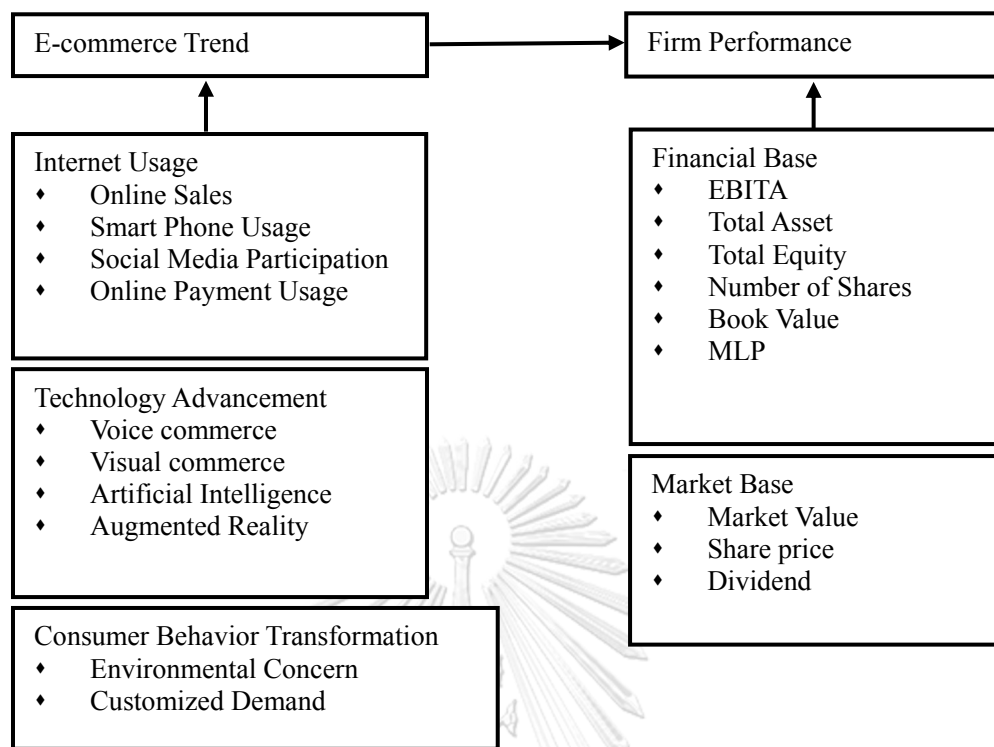 E-commerce Trend
Firm Performance
Internet Usage
♦ Online Sales
♦ Smart Phone Usage
♦ Social Media Participation
♦ Online Payment Usage
Technology Advancement
♦ Voice commerce
♦ Visual commerce
♦ Artificial Intelligence
♦ Augmented Reality
Consumer Behavior Transformation
♦ Environmental Concern
♦ Customized Demand
Financial Base
♦ EBITA
♦ Total Asset
♦ Total Equity
♦ Number of Shares
♦ Book Value
♦ MLP
Market Base
♦ Market Value
♦ Share price
♦ Dividend